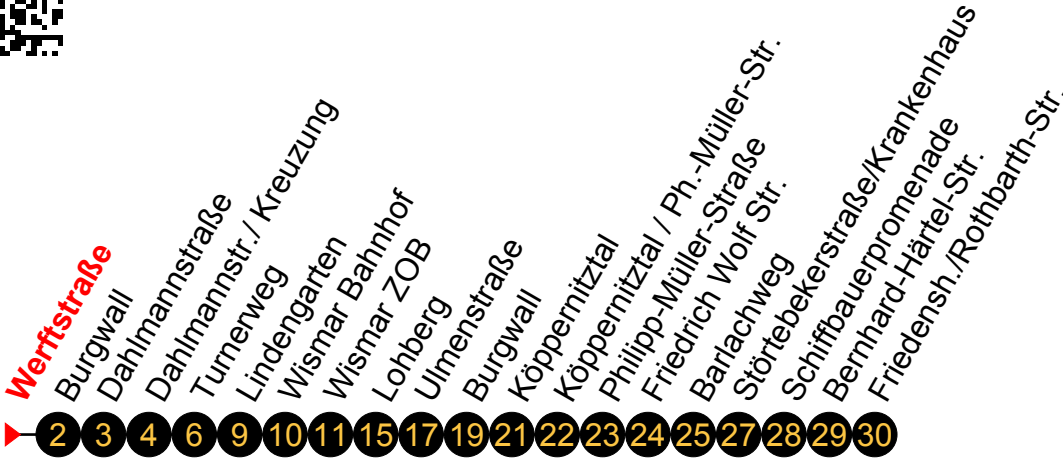 Werftstraße
Burgwall
Dahlmannstraße
Dahlmannstr./ Kreuzung
Turnerweg
Lindengarten
Wismar Bahnhof
Wismar ZOB
Lohberg
Ulmenstraße
Burgwall
Köppernitztal
Köppernitztal / Ph.-Müller-Str.
Philipp-Müller-Straße
Friedrich Wolf Str.
Barlachweg
Störtebekerstraße/Krankenhaus
Schiffbauerpromenade
Bernhard-Härtel-Str.
Friedensh./Rothbarth-Str.
2 3 4 6 9 10 11 15 17 19 21 22 23 24 25 27 28 29 30